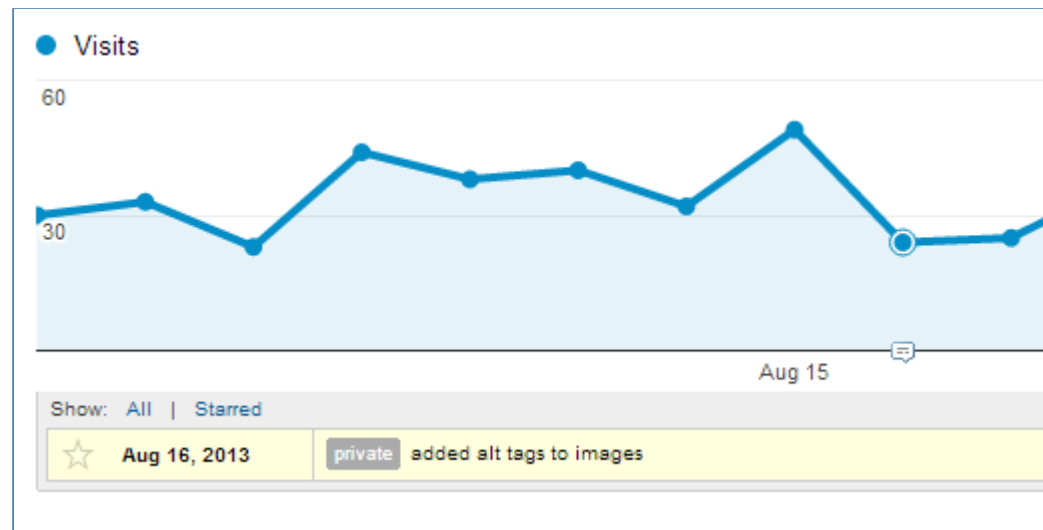 Visits
60
30
Aug 15
Show: All | Starred
Aug 16, 2013 private added alt tags to images